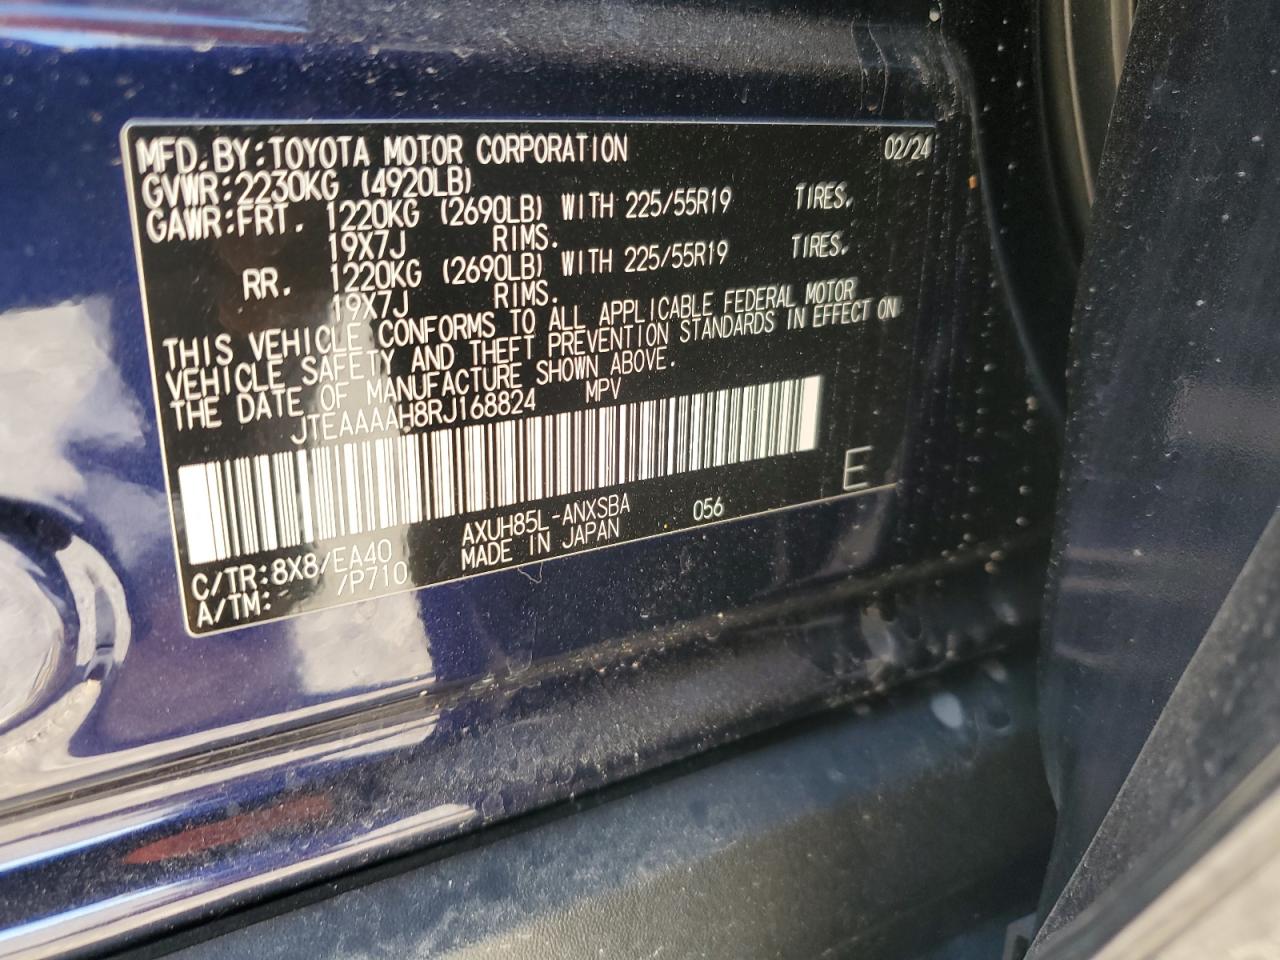 MFD. BY: TOYOTA MOTOR CORPORATION 02/24
GVWR: 2230KG (4920LB)
GAWR: FRT. 1220KG (2690LB) WITH 225/55R19 TIRES.
19X7J RIMS.
RR. 1220KG (2690LB) WITH 225/55R19 TIRES.
19X7J RIMS.
THIS VEHICLE CONFORMS TO ALL APPLICABLE FEDERAL MOTOR
VEHICLE SAFETY AND THEFT PREVENTION STANDARDS IN EFFECT ON
THE DATE OF MANUFACTURE SHOWN ABOVE.
JTEAAAAH8RJ168824 MPV
E
C/TR: 8X8/EA40 AXUH85L-ANXSBA 056
A/TM: -/P710 MADE IN JAPAN